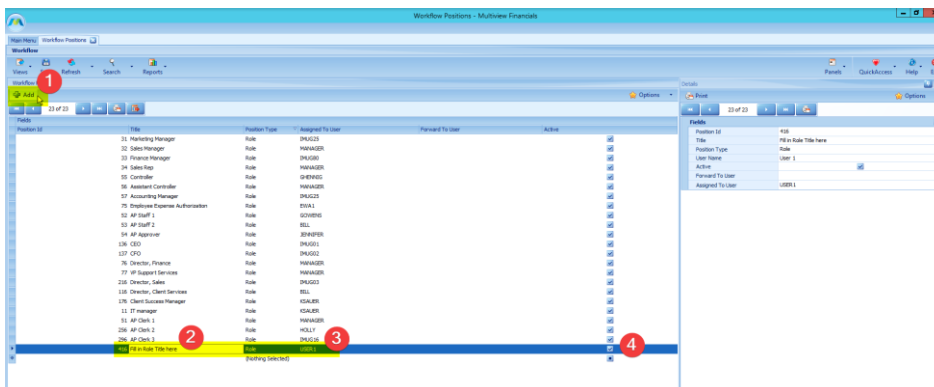 Workflow Positions - Multiview Financials
Main Menu Workflow Positions
Workflow
Views Refresh Search Reports Panels QuickAccess Help
1
Workflow
Add Options
23 of 23
Fields
Position Id Title Position Type Assigned To User Forward To User Active
31 Marketing Manager Role IMUG25
32 Sales Manager Role MANAGER
33 Finance Manager Role IMUG80
34 Sales Rep Role MANAGER
55 Controller Role GHENNIG
56 Assistant Controller Role MANAGER
57 Accounting Manager Role IMUG25
75 Employee Expense Authorization Role EWA1
52 AP Staff 1 Role GOWENS
53 AP Staff 2 Role BILL
54 AP Approver Role JENNIFER
136 CEO Role IMUG01
137 CFO Role IMUG02
76 Director, Finance Role MANAGER
77 VP Support Services Role MANAGER
216 Director, Sales Role IMUG03
118 Director, Client Services Role BILL
176 Client Success Manager Role KSAUER
11 IT manager Role KSAUER
51 AP Clerk 1 Role MANAGER
256 AP Clerk 2 Role HOLLY
296 AP Clerk 3 Role IMUG16
2 3 4
416 Fill in Role Title here Role USER1
(Nothing Selected)
Details
Print Options
23 of 23
Fields
Position Id 416
Title Fill in Role Title here
Position Type Role
User Name User 1
Active
Forward To User
Assigned To User USER1